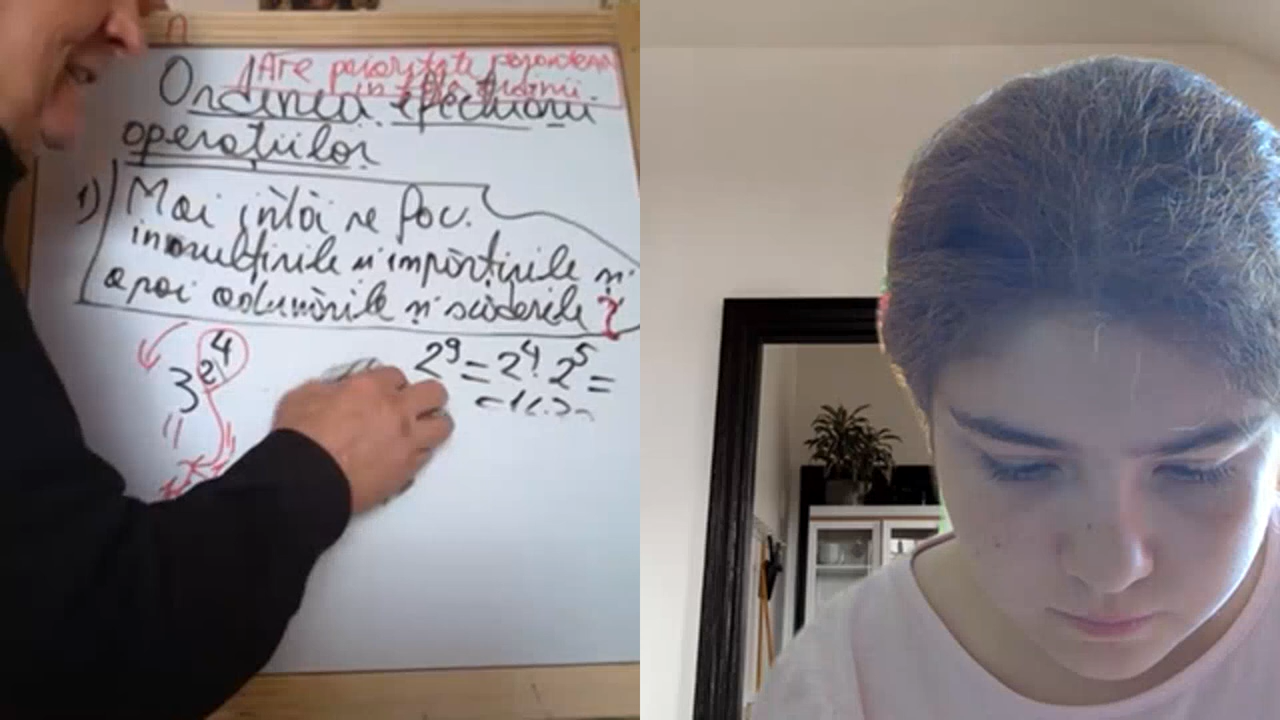 Are prioritate
Ordinea efectuării
operațiilor
1) Mai întâi se fac.
înmulțirile și împărțirile și
apoi adunările și scăderile
3^2^4
2^9 = 2^4 · 2^5 =